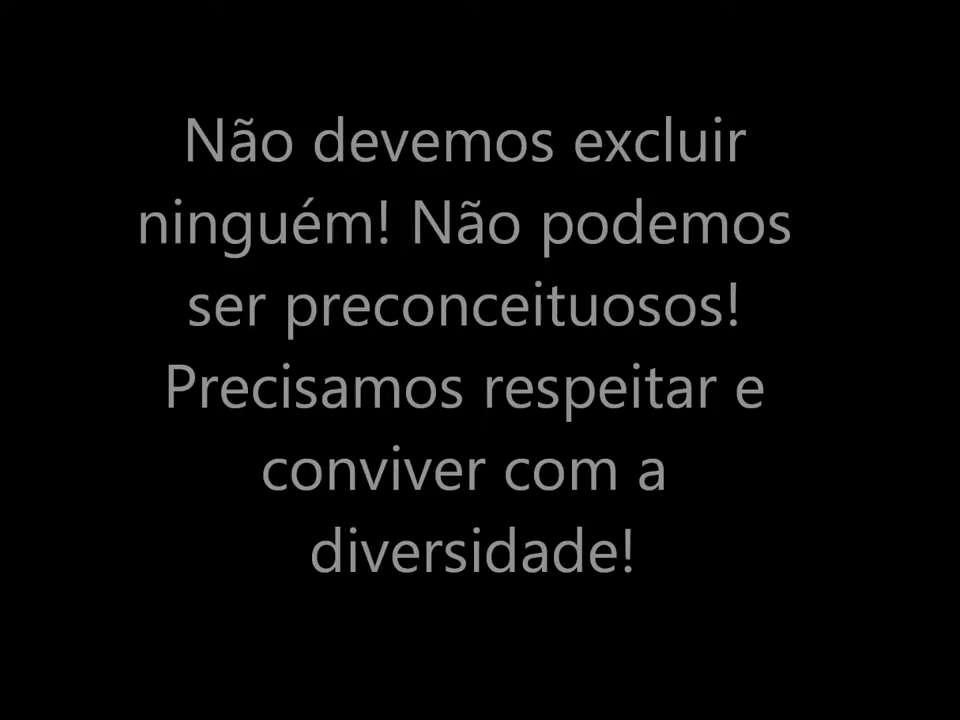 Não devemos excluir
ninguém! Não podemos
ser preconceituosos!
Precisamos respeitar e
conviver com a
diversidade!